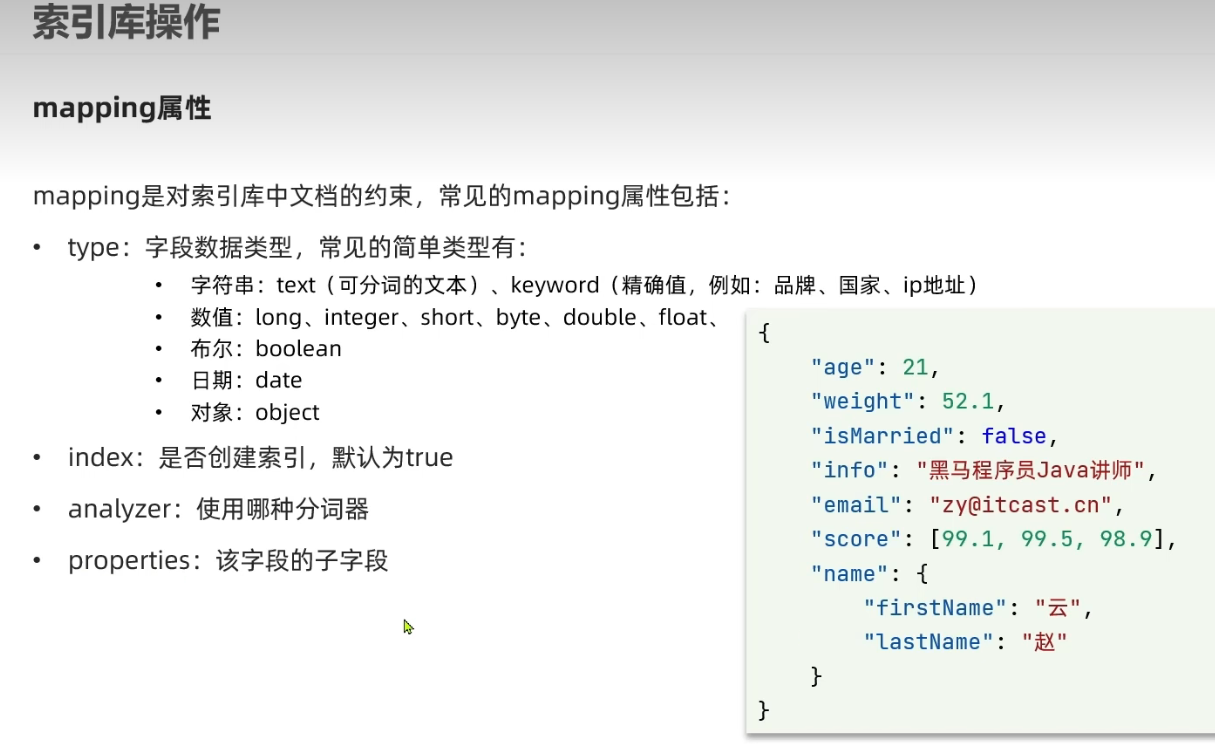 索引库操作
mapping属性
mapping是对索引库中文档的约束，常见的mapping属性包括：
• type：字段数据类型，常见的简单类型有：
• 字符串：text（可分词的文本）、keyword（精确值，例如：品牌、国家、ip地址）
• 数值：long、integer、short、byte、double、float、
• 布尔：boolean
• 日期：date
• 对象：object
• index：是否创建索引，默认为true
• analyzer：使用哪种分词器
• properties：该字段的子字段
{
"age": 21,
"weight": 52.1,
"isMarried": false,
"info": "黑马程序员Java讲师",
"email": "zy@itcast.cn",
"score": [99.1, 99.5, 98.9],
"name": {
"firstName": "云",
"lastName": "赵"
}
}